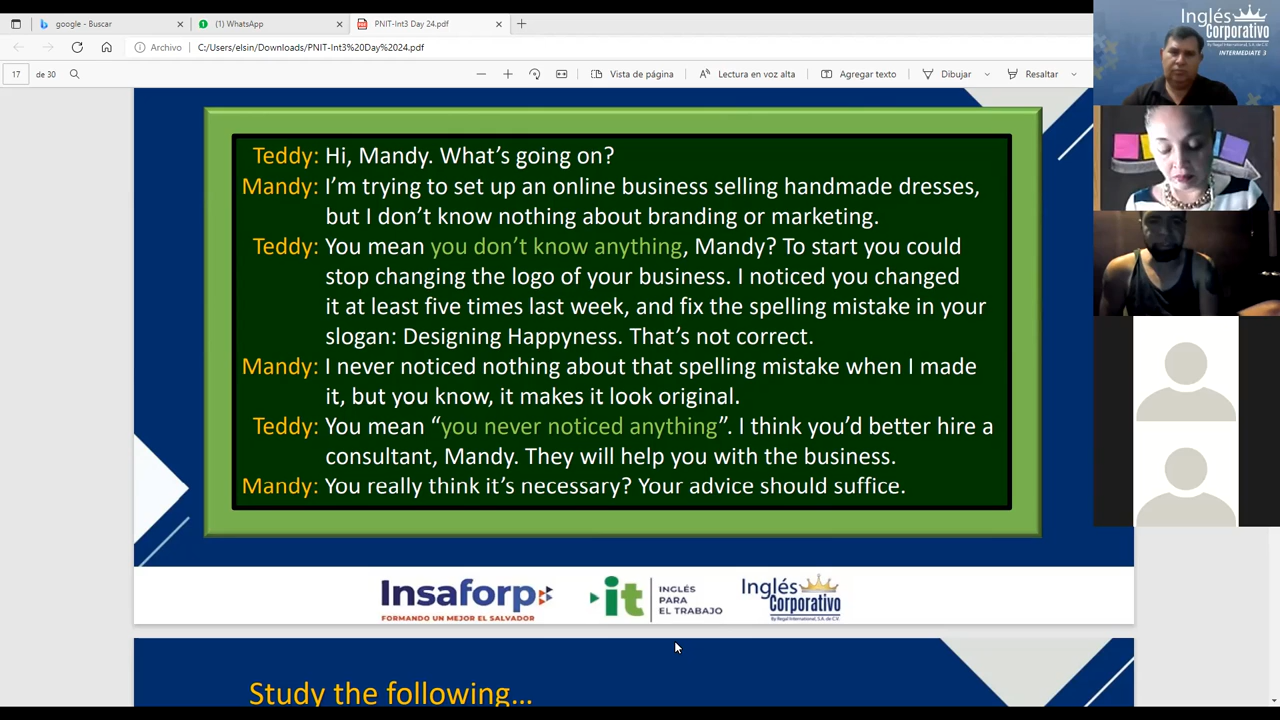 google - Buscar
(1) WhatsApp
PNIT-Int3 Day 24.pdf
Archivo
C:/Users/elsin/Downloads/PNIT-Int3%20Day%2024.pdf
17 de 30
Vista de página
Lectura en voz alta
Agregar texto
Dibujar
Resaltar
Teddy: Hi, Mandy. What's going on?
Mandy: I'm trying to set up an online business selling handmade dresses,
but I don't know nothing about branding or marketing.
Teddy: You mean you don't know anything, Mandy? To start you could
stop changing the logo of your business. I noticed you changed
it at least five times last week, and fix the spelling mistake in your
slogan: Designing Happyness. That's not correct.
Mandy: I never noticed nothing about that spelling mistake when I made
it, but you know, it makes it look original.
Teddy: You mean “you never noticed anything”. I think you'd better hire a
consultant, Mandy. They will help you with the business.
Mandy: You really think it's necessary? Your advice should suffice.
Insaforp
FORMANDO UN MEJOR EL SALVADOR
it
INGLÉS
PARA
EL TRABAJO
Inglés
Corporativo
By Regal International, S.A. de C.V.
Study the following...
Inglés
Corporativo
By Regal International, S.A. de C.V.
INTERMEDIATE 3